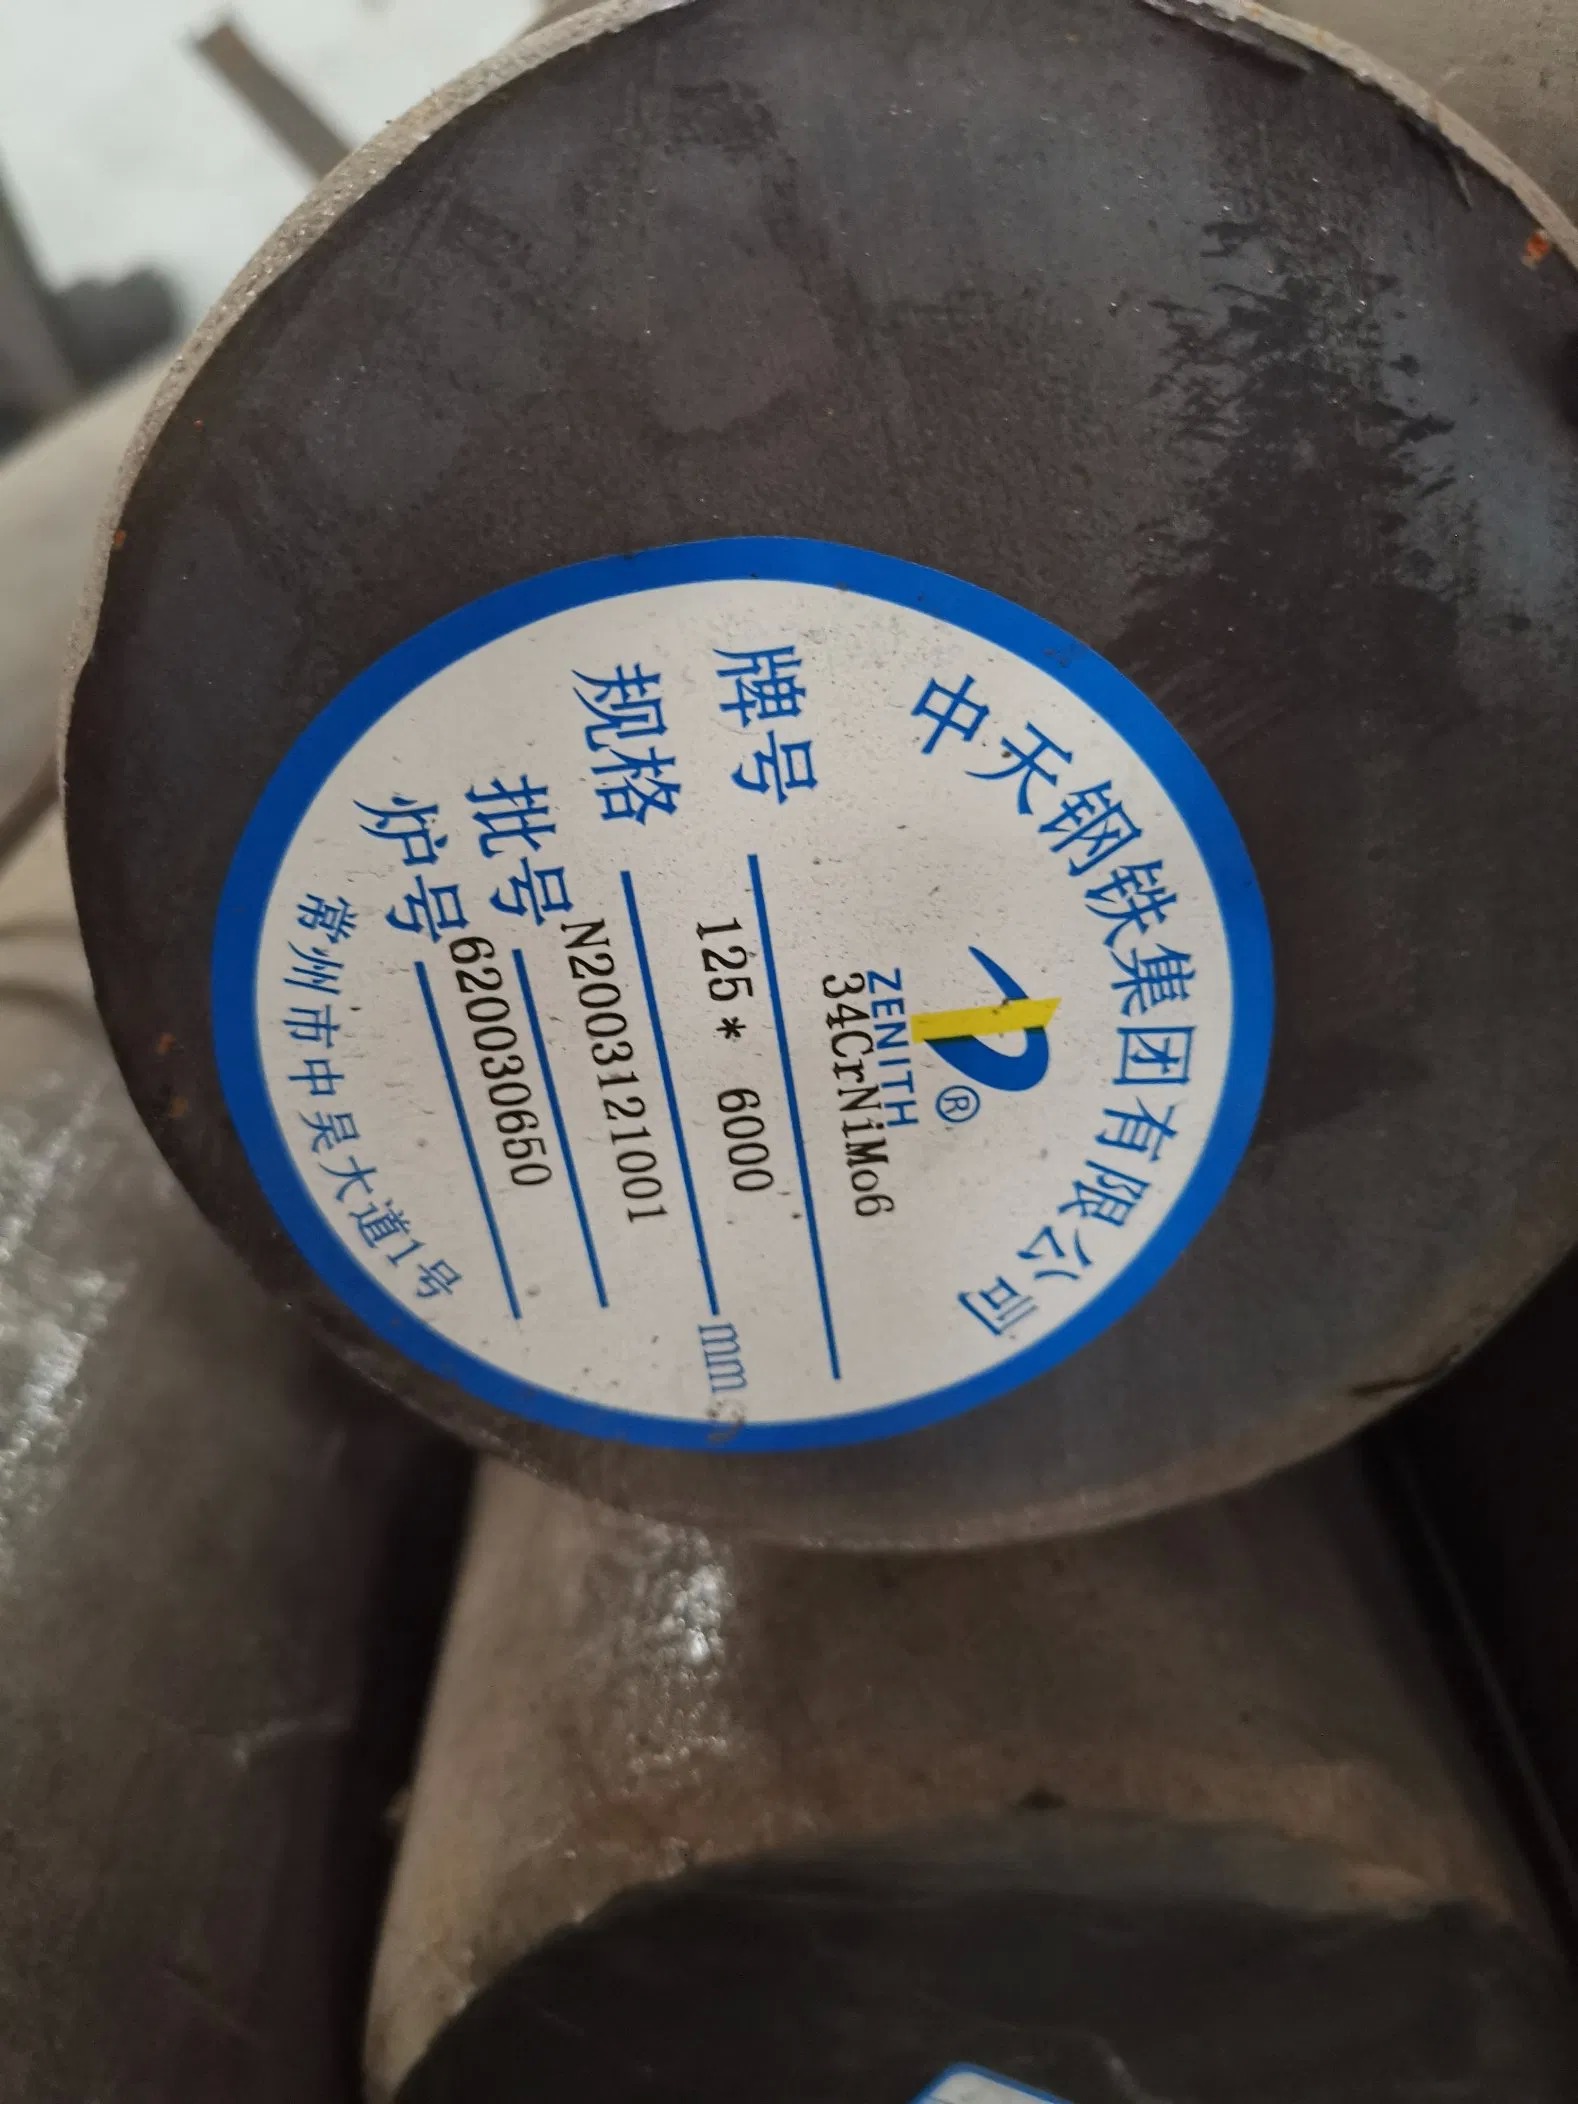 中天钢铁集团有限公司
®
ZENITH
牌号 34CrNiMo6
规格 125* 6000 mm
批号 N2003121001
炉号 620030650
常州市中吴大道1号